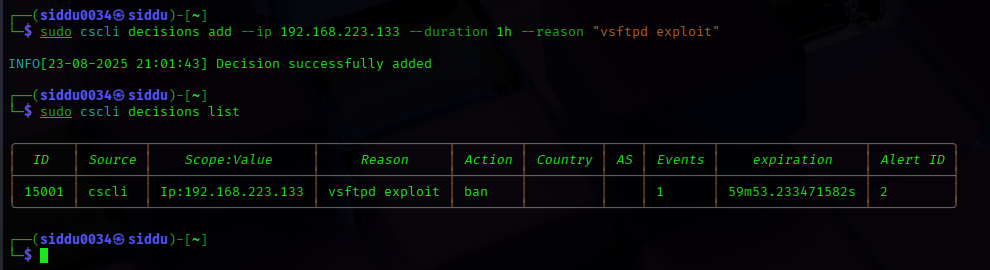 ┌──(siddu0034㉿siddu)-[~]
└─$ sudo cscli decisions add --ip 192.168.223.133 --duration 1h --reason "vsftpd exploit"
INFO[23-08-2025 21:01:43] Decision successfully added
┌──(siddu0034㉿siddu)-[~]
└─$ sudo cscli decisions list
ID Source Scope:Value Reason Action Country AS Events expiration Alert ID
15001 cscli Ip:192.168.223.133 vsftpd exploit ban 1 59m53.233471582s 2
┌──(siddu0034㉿siddu)-[~]
└─$